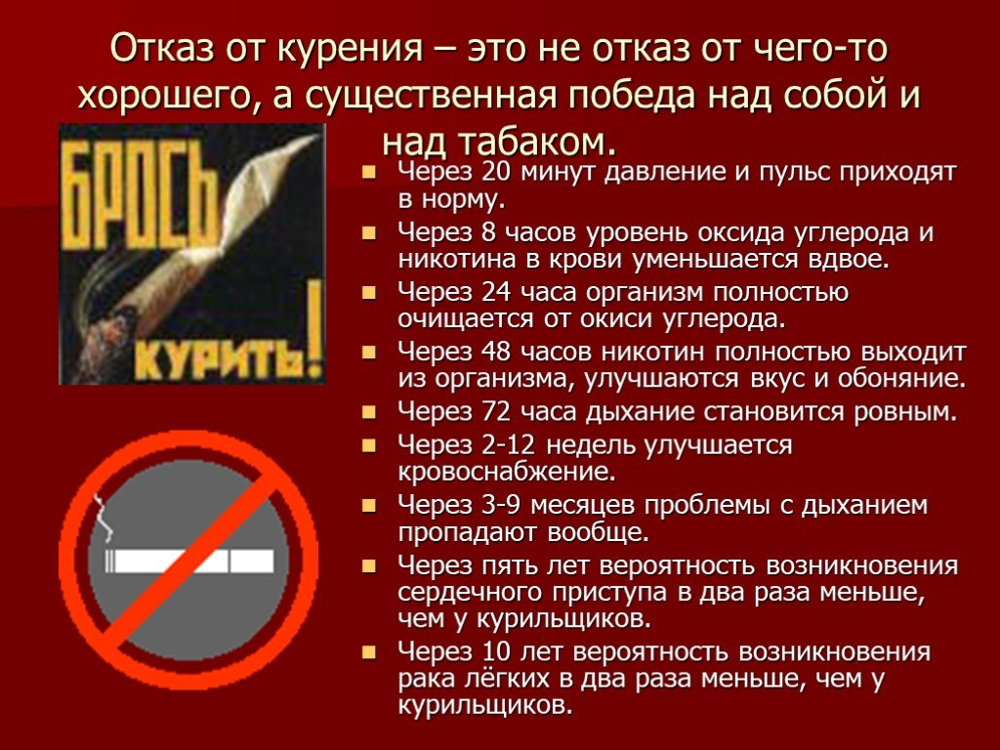 Отказ от курения – это не отказ от чего-то
хорошего, а существенная победа над собой и
над табаком.
БРОСЬ
КУРИТЬ!
Через 20 минут давление и пульс приходят
в норму.
Через 8 часов уровень оксида углерода и
никотина в крови уменьшается вдвое.
Через 24 часа организм полностью
очищается от окиси углерода.
Через 48 часов никотин полностью выходит
из организма, улучшаются вкус и обоняние.
Через 72 часа дыхание становится ровным.
Через 2-12 недель улучшается
кровоснабжение.
Через 3-9 месяцев проблемы с дыханием
пропадают вообще.
Через пять лет вероятность возникновения
сердечного приступа в два раза меньше,
чем у курильщиков.
Через 10 лет вероятность возникновения
рака лёгких в два раза меньше, чем у
курильщиков.